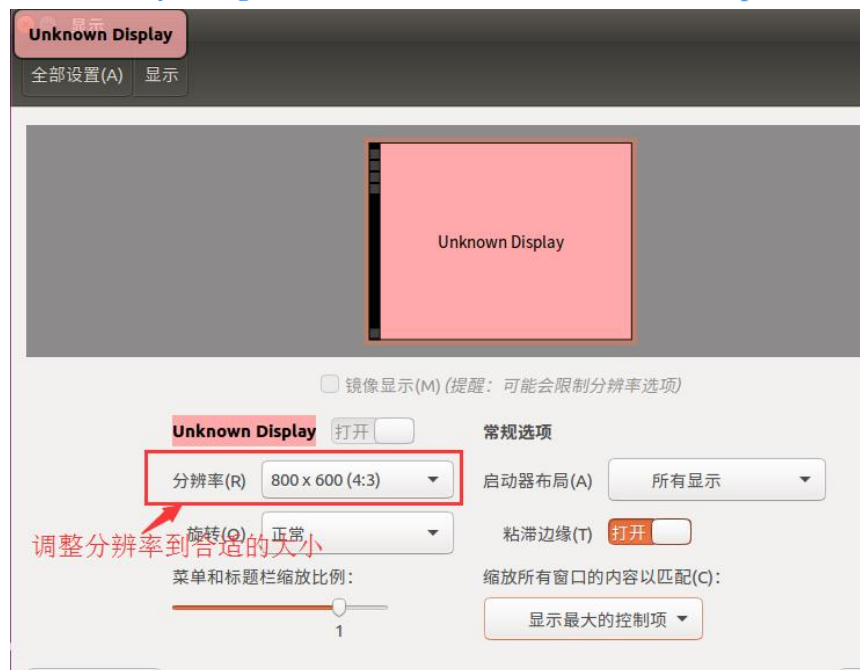 显示
Unknown Display
全部设置(A) 显示
Unknown Display
镜像显示(M) (提醒：可能会限制分辨率选项)
Unknown Display 打开 常规选项
分辨率(R) 800 x 600 (4:3) 启动器布局(A) 所有显示
旋转(O) 正常 粘滞边缘(T) 打开
调整分辨率到合适的大小
菜单和标题栏缩放比例： 缩放所有窗口的内容以匹配(C)：
1 显示最大的控制项